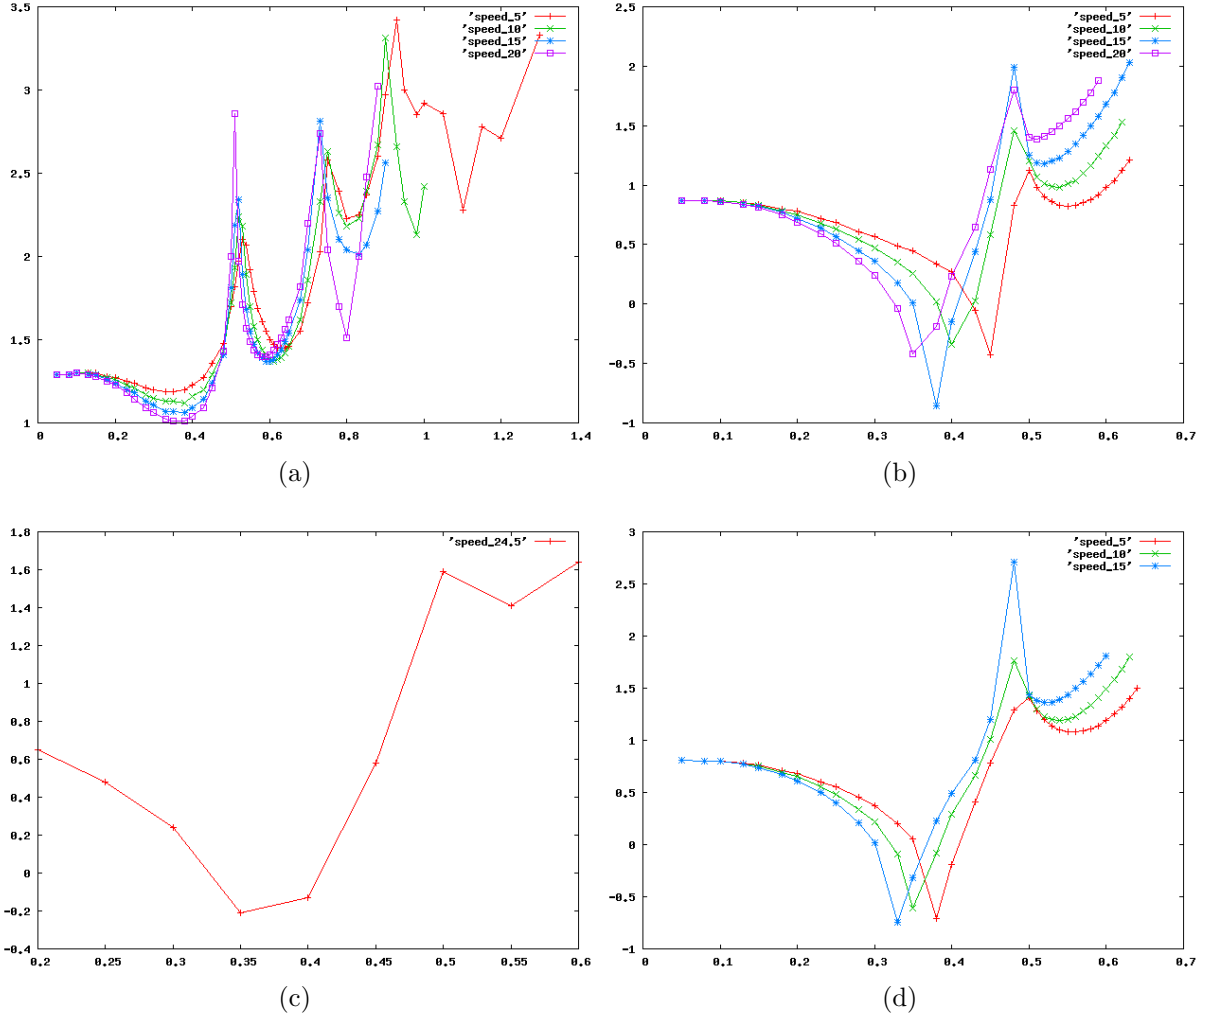 3.5
3
2.5
2
1.5
1
0 0.2 0.4 0.6 0.8 1 1.2 1.4
'speed_5'
'speed_10'
'speed_15'
'speed_20'
(a)
2.5
2
1.5
1
0.5
0
-0.5
-1
0 0.1 0.2 0.3 0.4 0.5 0.6 0.7
'speed_5'
'speed_10'
'speed_15'
'speed_20'
(b)
1.8
1.6
1.4
1.2
1
0.8
0.6
0.4
0.2
0
-0.2
-0.4
0.2 0.25 0.3 0.35 0.4 0.45 0.5 0.55 0.6
'speed_24.5'
(c)
3
2.5
2
1.5
1
0.5
0
-0.5
-1
0 0.1 0.2 0.3 0.4 0.5 0.6 0.7
'speed_5'
'speed_10'
'speed_15'
(d)